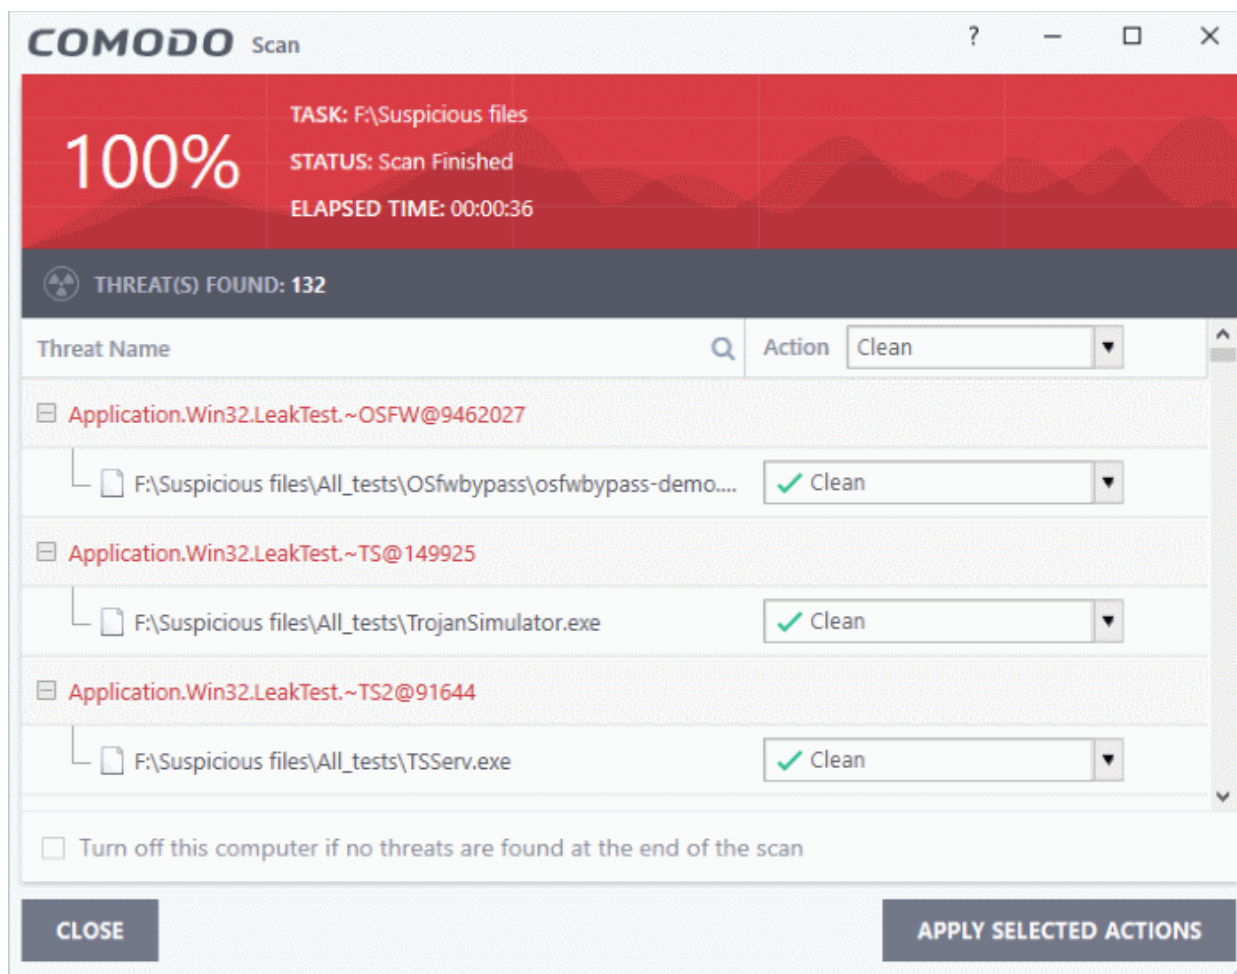 COMODO Scan ?
TASK: F:\Suspicious files
100%
STATUS: Scan Finished
ELAPSED TIME: 00:00:36
THREAT(S) FOUND: 132
Threat Name Action Clean
Application.Win32.LeakTest.~OSFW@9462027
F:\Suspicious files\All_tests\OSfwbypass\osfwbypass-demo.... Clean
Application.Win32.LeakTest.~TS@149925
F:\Suspicious files\All_tests\TrojanSimulator.exe Clean
Application.Win32.LeakTest.~TS2@91644
F:\Suspicious files\All_tests\TSServ.exe Clean
Turn off this computer if no threats are found at the end of the scan
CLOSE APPLY SELECTED ACTIONS